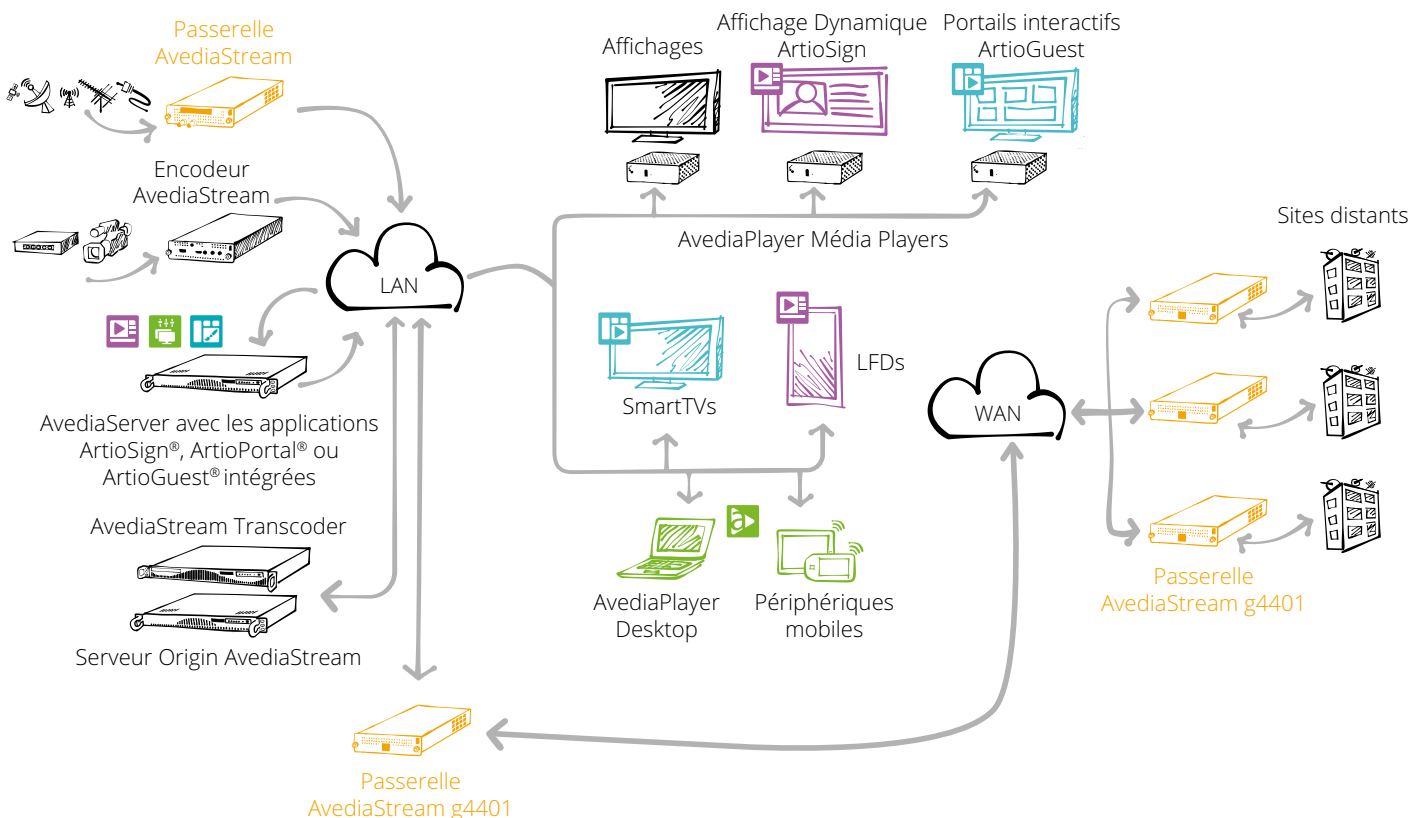 Passerelle
AvediaStream
Affichages
Affichage Dynamique
ArtioSign
Portails interactifs
ArtioGuest
Encodeur
AvediaStream
AvediaPlayer Média Players
Sites distants
LAN
LFDs
SmartTVs
WAN
AvediaServer avec les applications
ArtioSign®, ArtioPortal® ou
ArtioGuest® intégrées
AvediaStream Transcoder
Serveur Origin AvediaStream
a
AvediaPlayer
Desktop
Périphériques
mobiles
Passerelle
AvediaStream g4401
Passerelle
AvediaStream g4401